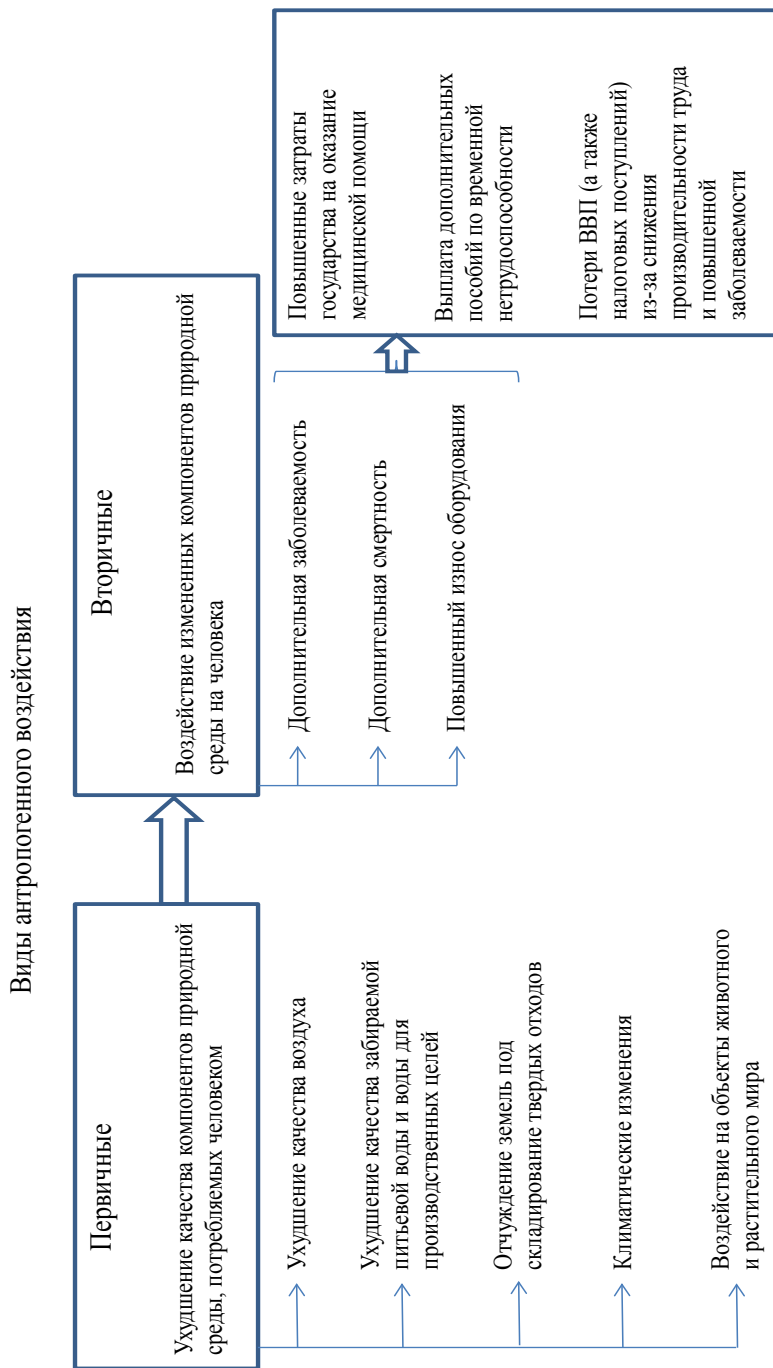 Виды антропогенного воздействия
Первичные
Ухудшение качества компонентов природной
среды, потребляемых человеком
Ухудшение качества воздуха
Ухудшение качества забираемой
питьевой воды и воды для
производственных целей
Отчуждение земель под
складирование твердых отходов
Климатические изменения
Воздействие на объекты животного
и растительного мира
Вторичные
Воздействие измененных компонентов природной
среды на человека
Дополнительная заболеваемость
Дополнительная смертность
Повышенный износ оборудования
Повышенные затраты
государства на оказание
медицинской помощи
Выплата дополнительных
пособий по временной
нетрудоспособности
Потери ВВП (а также
налоговых поступлений)
из-за снижения
производительности труда
и повышенной
заболеваемости